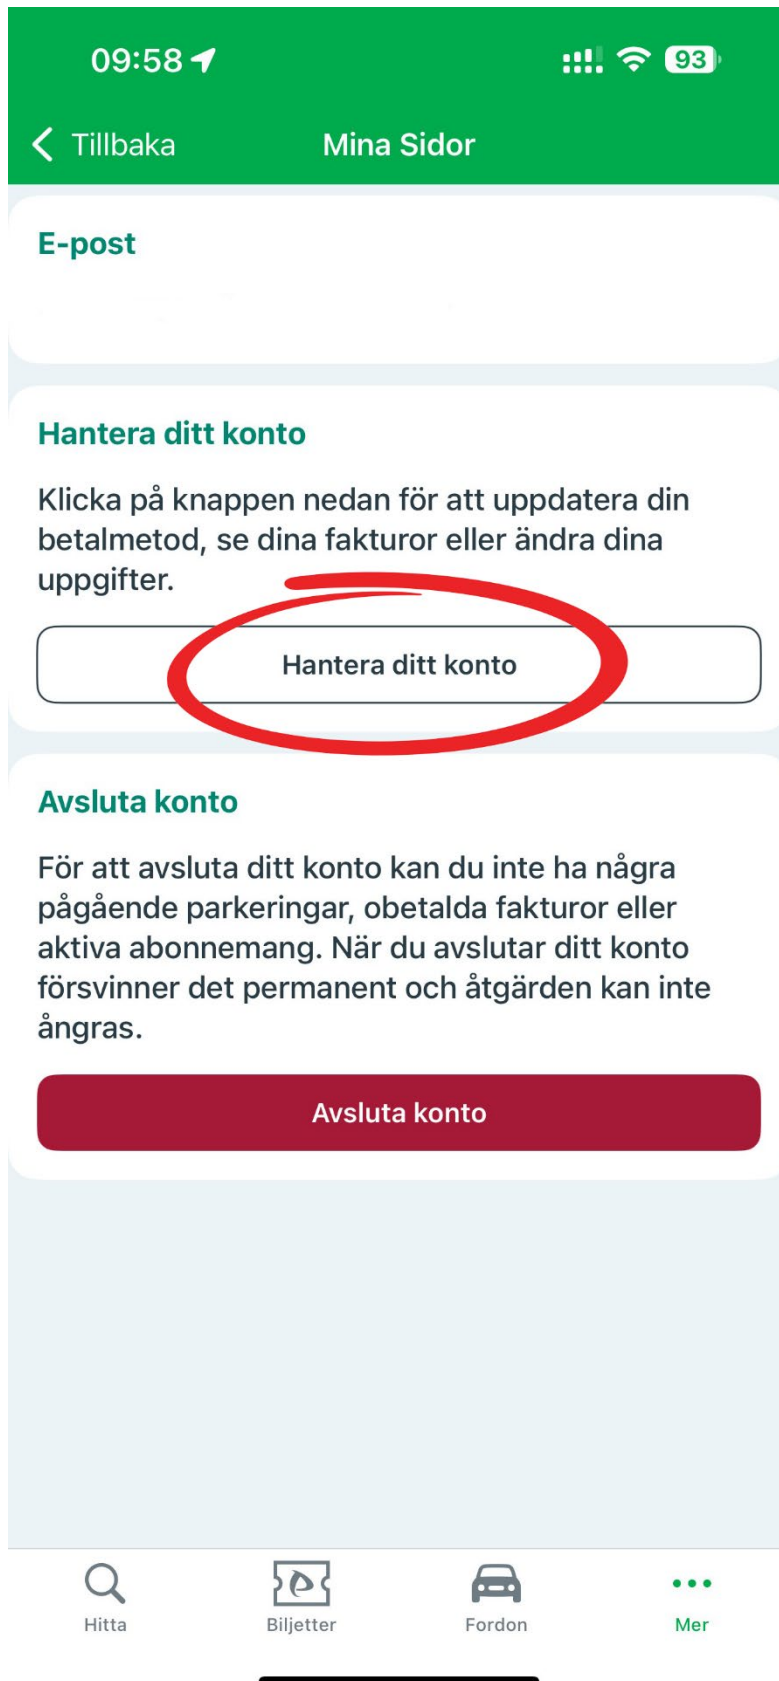 09:58
93
Tillbaka
Mina Sidor
E-post
Hantera ditt konto
Klicka på knappen nedan för att uppdatera din
betalmetod, se dina fakturor eller ändra dina
uppgifter.
Hantera ditt konto
Avsluta konto
För att avsluta ditt konto kan du inte ha några
pågående parkeringar, obetalda fakturor eller
aktiva abonnemang. När du avslutar ditt konto
försvinner det permanent och åtgärden kan inte
ångras.
Avsluta konto
Hitta
Biljetter
Fordon
Mer